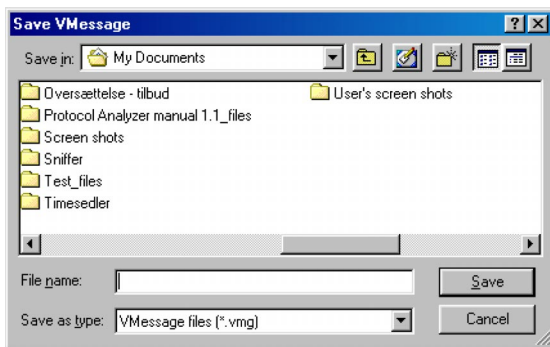 Save VMessage
Save in: My Documents
Oversættelse - tilbud
Protocol Analyzer manual 1.1_files
Screen shots
Sniffer
Test_files
Timesedler
User's screen shots
File name:
Save
Save as type: VMessage files (*.vmg)
Cancel